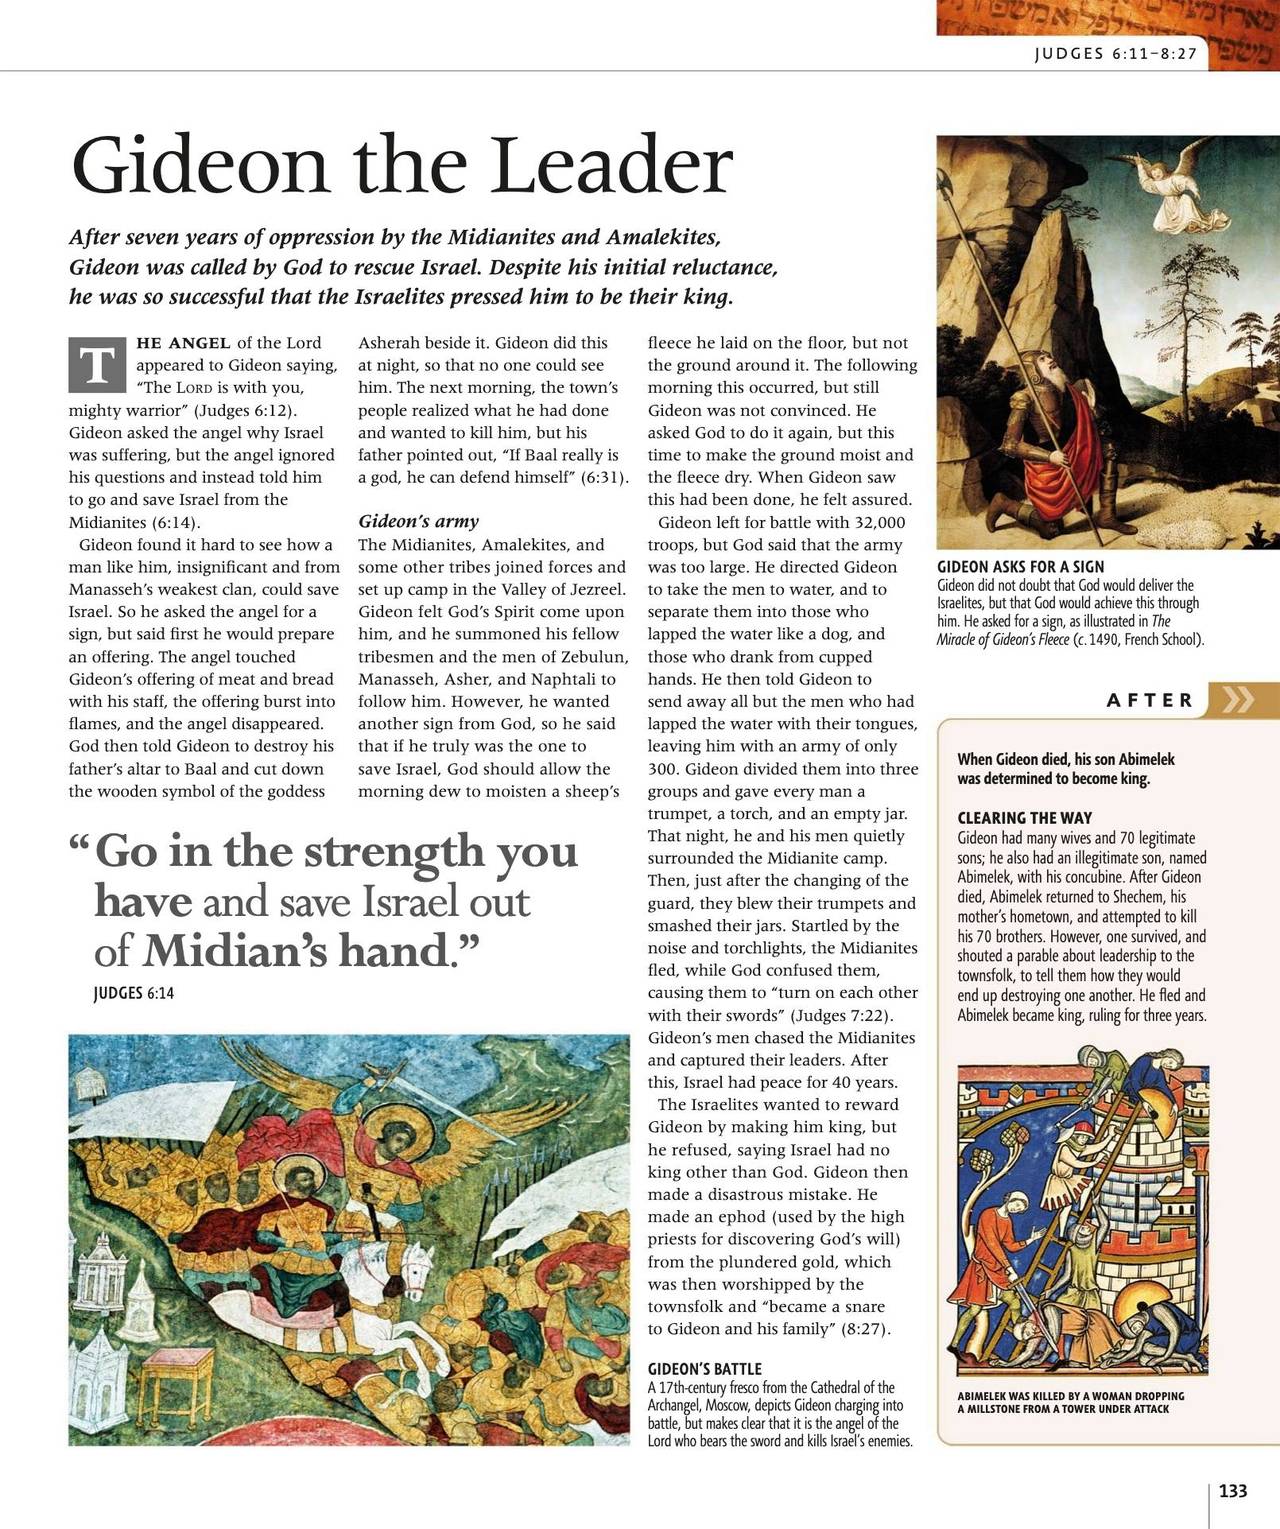 JUDGES 6:11–8:27
Gideon the Leader
After seven years of oppression by the Midianites and Amalekites,
Gideon was called by God to rescue Israel. Despite his initial reluctance,
he was so successful that the Israelites pressed him to be their king.
THE ANGEL of the Lord
appeared to Gideon saying,
“The LORD is with you,
mighty warrior” (Judges 6:12).
Gideon asked the angel why Israel
was suffering, but the angel ignored
his questions and instead told him
to go and save Israel from the
Midianites (6:14).
Gideon found it hard to see how a
man like him, insignificant and from
Manasseh’s weakest clan, could save
Israel. So he asked the angel for a
sign, but said first he would prepare
an offering. The angel touched
Gideon’s offering of meat and bread
with his staff, the offering burst into
flames, and the angel disappeared.
God then told Gideon to destroy his
father’s altar to Baal and cut down
the wooden symbol of the goddess
Asherah beside it. Gideon did this
at night, so that no one could see
him. The next morning, the town’s
people realized what he had done
and wanted to kill him, but his
father pointed out, “If Baal really is
a god, he can defend himself” (6:31).
Gideon’s army
The Midianites, Amalekites, and
some other tribes joined forces and
set up camp in the Valley of Jezreel.
Gideon felt God’s Spirit come upon
him, and he summoned his fellow
tribesmen and the men of Zebulun,
Manasseh, Asher, and Naphtali to
follow him. However, he wanted
another sign from God, so he said
that if he truly was the one to
save Israel, God should allow the
morning dew to moisten a sheep’s
fleece he laid on the floor, but not
the ground around it. The following
morning this occurred, but still
Gideon was not convinced. He
asked God to do it again, but this
time to make the ground moist and
the fleece dry. When Gideon saw
this had been done, he felt assured.
Gideon left for battle with 32,000
troops, but God said that the army
was too large. He directed Gideon
to take the men to water, and to
separate them into those who
lapped the water like a dog, and
those who drank from cupped
hands. He then told Gideon to
send away all but the men who had
lapped the water with their tongues,
leaving him with an army of only
300. Gideon divided them into three
groups and gave every man a
trumpet, a torch, and an empty jar.
That night, he and his men quietly
surrounded the Midianite camp.
Then, just after the changing of the
guard, they blew their trumpets and
smashed their jars. Startled by the
noise and torchlights, the Midianites
fled, while God confused them,
causing them to “turn on each other
with their swords” (Judges 7:22).
Gideon’s men chased the Midianites
and captured their leaders. After
this, Israel had peace for 40 years.
The Israelites wanted to reward
Gideon by making him king, but
he refused, saying Israel had no
king other than God. Gideon then
made a disastrous mistake. He
made an ephod (used by the high
priests for discovering God’s will)
from the plundered gold, which
was then worshipped by the
townsfolk and “became a snare
to Gideon and his family” (8:27).
“Go in the strength you
have and save Israel out
of Midian’s hand.”
JUDGES 6:14
GIDEON’S BATTLE
A 17th-century fresco from the Cathedral of the
Archangel, Moscow, depicts Gideon charging into
battle, but makes clear that it is the angel of the
Lord who bears the sword and kills Israel’s enemies.
GIDEON ASKS FOR A SIGN
Gideon did not doubt that God would deliver the
Israelites, but that God would achieve this through
him. He asked for a sign, as illustrated in The
Miracle of Gideon’s Fleece (c. 1490, French School).
AFTER
When Gideon died, his son Abimelek
was determined to become king.
CLEARING THE WAY
Gideon had many wives and 70 legitimate
sons; he also had an illegitimate son, named
Abimelek, with his concubine. After Gideon
died, Abimelek returned to Shechem, his
mother’s hometown, and attempted to kill
his 70 brothers. However, one survived, and
shouted a parable about leadership to the
townsfolk, to tell them how they would
end up destroying one another. He fled and
Abimelek became king, ruling for three years.
ABIMELEK WAS KILLED BY A WOMAN DROPPING
A MILLSTONE FROM A TOWER UNDER ATTACK
133